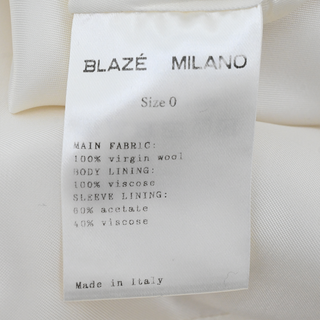 BLAZÉ MILANO
Size 0
MAIN FABRIC:
100% virgin wool
BODY LINING:
100% viscose
SLEEVE LINING:
60% acetate
40% viscose
Made in Italy